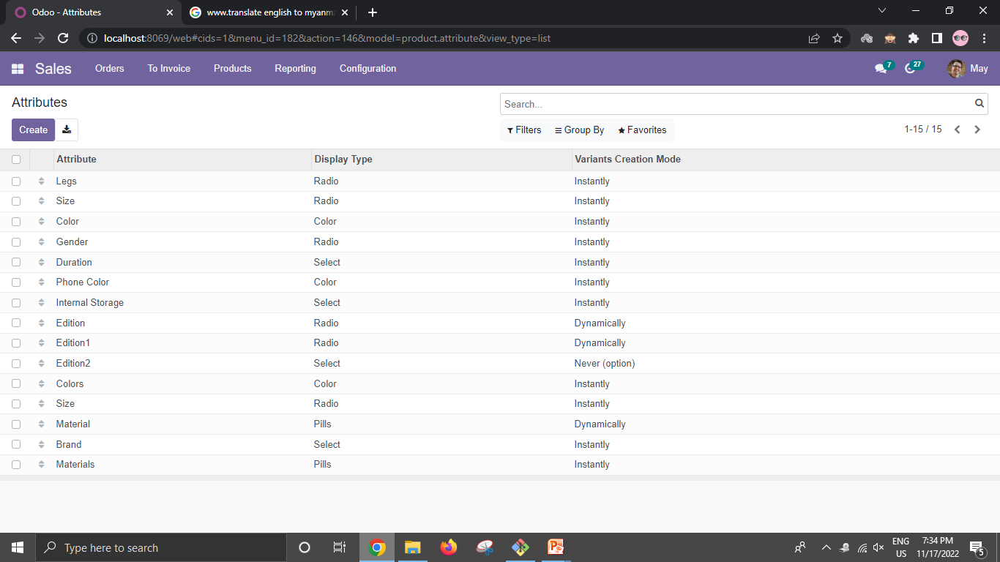 Odoo - Attributes
www.translate english to myanm
localhost:8069/web#cids=1&menu_id=182&action=146&model=product.attribute&view_type=list
Sales Orders To Invoice Products Reporting Configuration 7 27 May
Attributes
Search...
Create
Filters Group By Favorites 1-15 / 15
Attribute Display Type Variants Creation Mode
Legs Radio Instantly
Size Radio Instantly
Color Color Instantly
Gender Radio Instantly
Duration Select Instantly
Phone Color Color Instantly
Internal Storage Select Instantly
Edition Radio Dynamically
Edition1 Radio Dynamically
Edition2 Select Never (option)
Colors Color Instantly
Size Radio Instantly
Material Pills Dynamically
Brand Select Instantly
Materials Pills Instantly
Type here to search
ENG
US
7:34 PM
11/17/2022
5